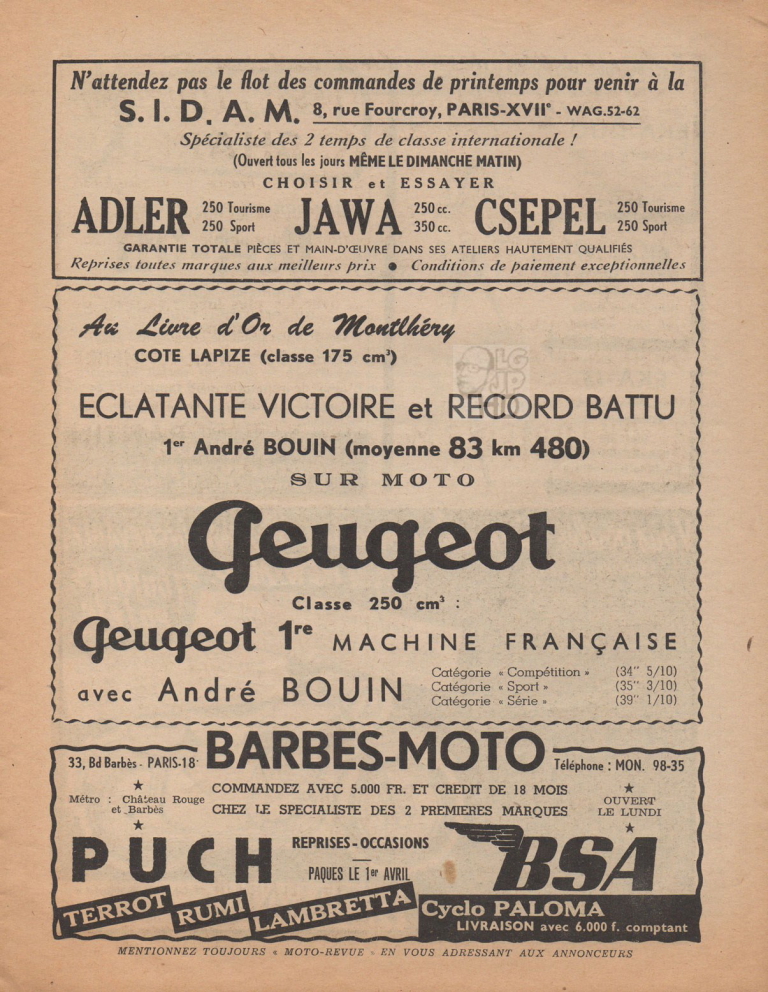 N'attendez pas le flot des commandes de printemps pour venir à la
S. I. D. A. M. 8, rue Fourcroy, PARIS-XVIIe - WAG.52-62
Spécialiste des 2 temps de classe internationale !
(Ouvert tous les jours MÊME LE DIMANCHE MATIN)
CHOISIR et ESSAYER
ADLER 250 Tourisme 250 Sport JAWA 250 cc. 350 cc. CSEPEL 250 Tourisme 250 Sport
GARANTIE TOTALE PIÈCES ET MAIN-D'ŒUVRE DANS SES ATELIERS HAUTEMENT QUALIFIÉS
Reprises toutes marques aux meilleurs prix ● Conditions de paiement exceptionnelles
Au Livre d'Or de Montlhéry
COTE LAPIZE (classe 175 cm³)
LG
JP
ECLATANTE VICTOIRE et RECORD BATTU
1er André BOUIN (moyenne 83 km 480)
SUR MOTO
Peugeot
Classe 250 cm³ :
Peugeot 1re MACHINE FRANÇAISE
avec André BOUIN
Catégorie « Compétition » (34" 5/10)
Catégorie « Sport » (35" 3/10)
Catégorie « Série » (39" 1/10)
33, Bd Barbès - PARIS-18e BARBES-MOTO Téléphone : MON. 98-35
Métro : Château Rouge
et Barbès
COMMANDEZ AVEC 5.000 FR. ET CREDIT DE 18 MOIS
CHEZ LE SPECIALISTE DES 2 PREMIERES MARQUES
OUVERT
LE LUNDI
PUCH
REPRISES - OCCASIONS
PAQUES LE 1er AVRIL
BSA
TERROT RUMI LAMBRETTA
Cyclo PALOMA
LIVRAISON avec 6.000 f. comptant
MENTIONNEZ TOUJOURS « MOTO-REVUE » EN VOUS ADRESSANT AUX ANNONCEURS